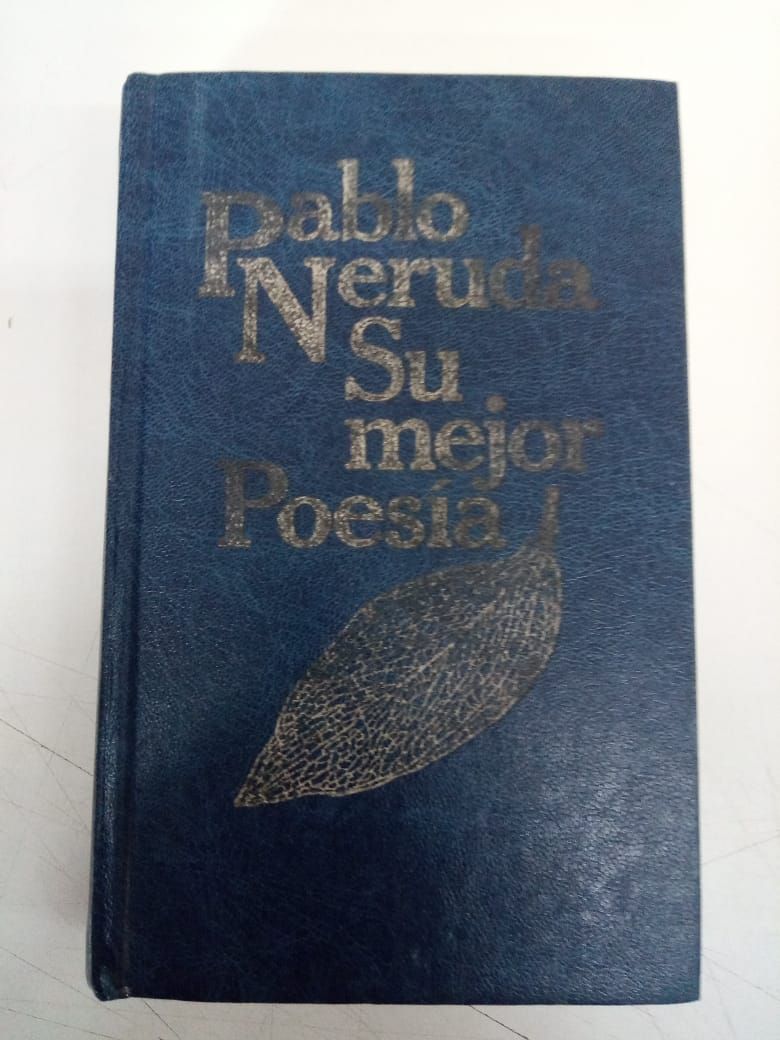 Pablo
Neruda
Su
mejor
Poesía